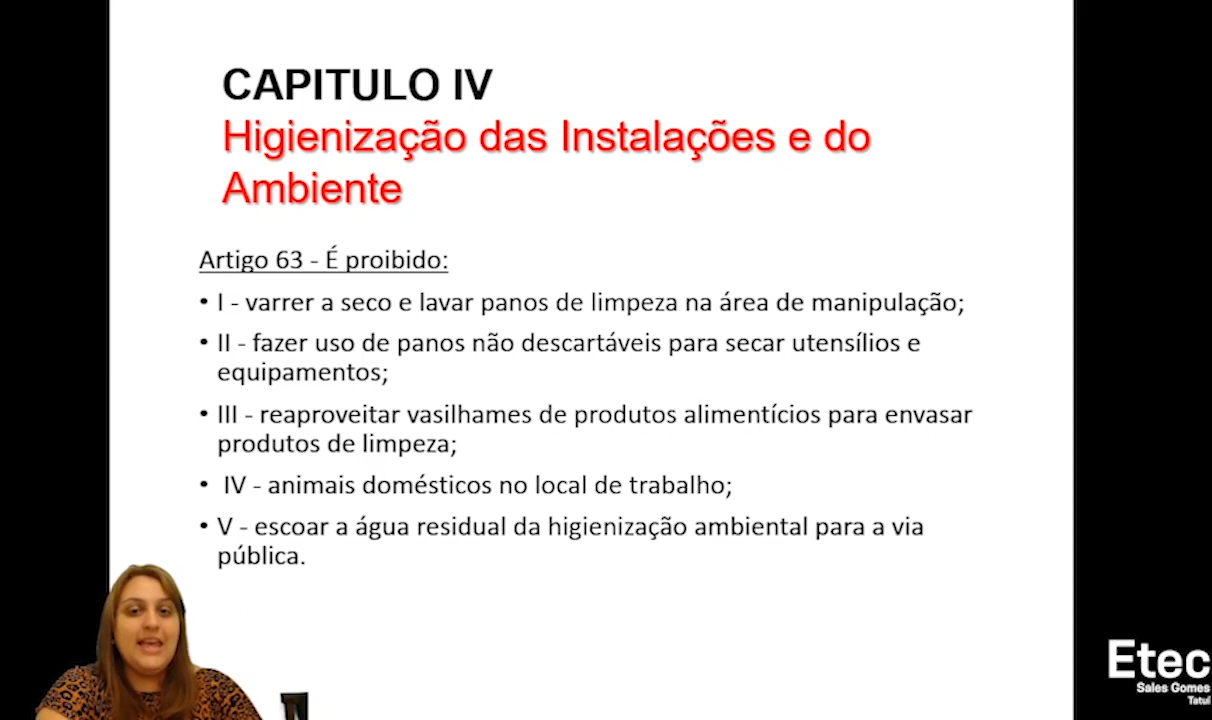 CAPITULO IV
Higienização das Instalações e do
Ambiente
Artigo 63 - É proibido:
• I - varrer a seco e lavar panos de limpeza na área de manipulação;
• II - fazer uso de panos não descartáveis para secar utensílios e
equipamentos;
• III - reaproveitar vasilhames de produtos alimentícios para envasar
produtos de limpeza;
• IV - animais domésticos no local de trabalho;
• V - escoar a água residual da higienização ambiental para a via
pública.
Etec
Sales Gomes
Tatuí